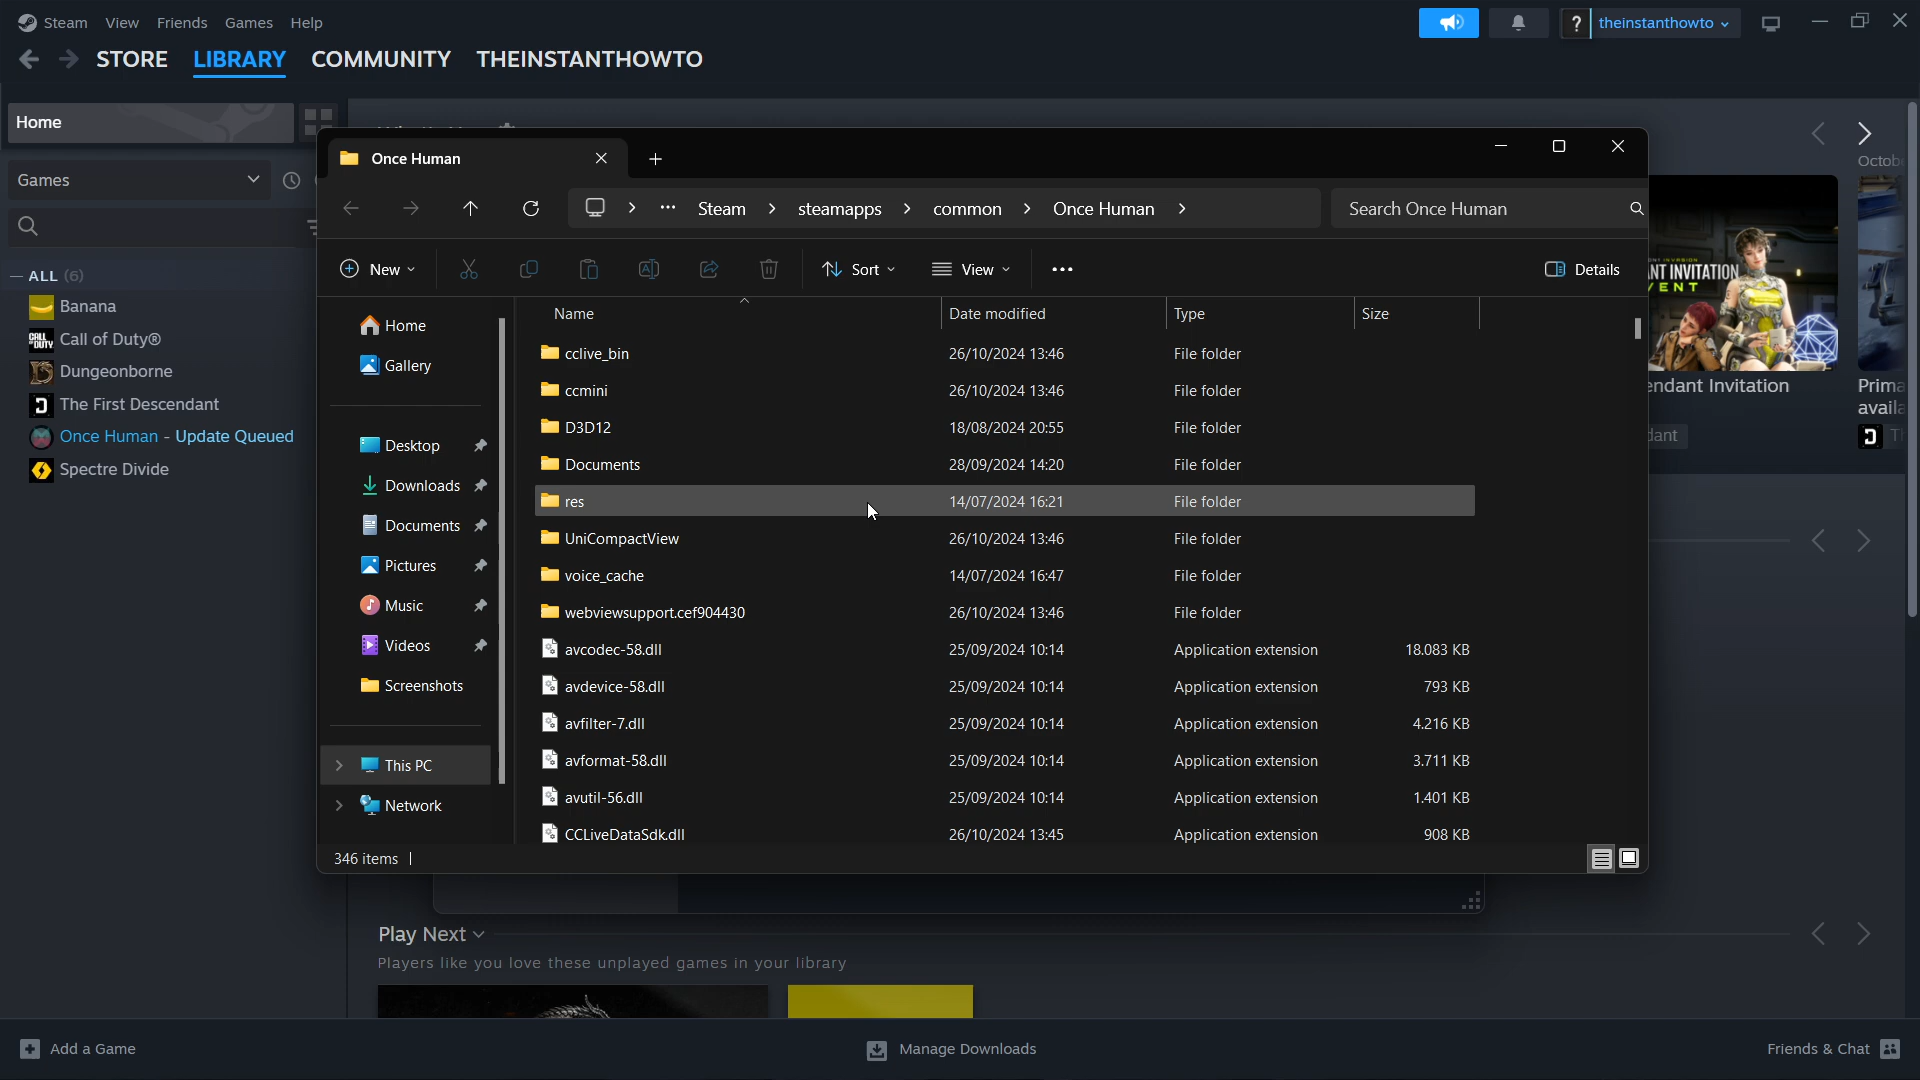 Steam View Friends Games Help
theinstanthowto
STORE LIBRARY COMMUNITY THEINSTANTHOWTO
Home
Games
ALL (6)
Banana
Call of Duty®
Dungeonborne
The First Descendant
Once Human - Update Queued
Spectre Divide
Once Human
Steam > steamapps > common > Once Human >
Search Once Human
New Sort View ... Details
Home
Gallery
Desktop
Downloads
Documents
Pictures
Music
Videos
Screenshots
This PC
Network
Name Date modified Type Size
cclive_bin 26/10/2024 13:46 File folder
ccmini 26/10/2024 13:46 File folder
D3D12 18/08/2024 20:55 File folder
Documents 28/09/2024 14:20 File folder
res 14/07/2024 16:21 File folder
UniCompactView 26/10/2024 13:46 File folder
voice_cache 14/07/2024 16:47 File folder
webviewsupport.cef904430 26/10/2024 13:46 File folder
avcodec-58.dll 25/09/2024 10:14 Application extension 18.083 KB
avdevice-58.dll 25/09/2024 10:14 Application extension 793 KB
avfilter-7.dll 25/09/2024 10:14 Application extension 4.216 KB
avformat-58.dll 25/09/2024 10:14 Application extension 3.711 KB
avutil-56.dll 25/09/2024 10:14 Application extension 1.401 KB
CCLiveDataSdk.dll 26/10/2024 13:45 Application extension 908 KB
346 items
Octob
NT INVITATION
VENT
endant Invitation
dant
Prima
availa
Play Next
Players like you love these unplayed games in your library
Add a Game
Manage Downloads
Friends & Chat